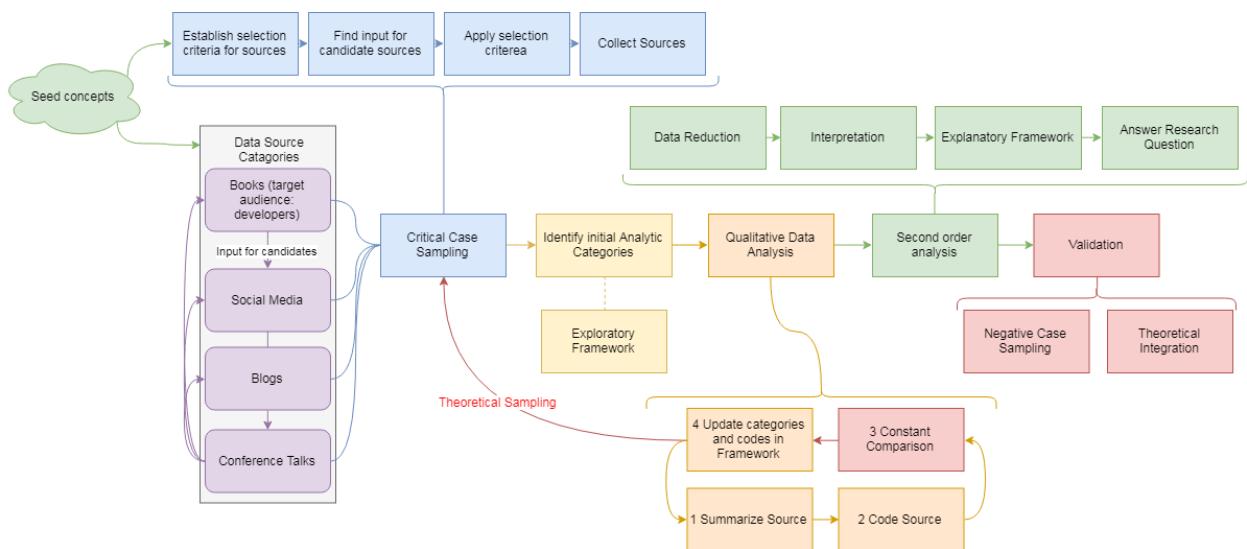 Establish selection
criteria for sources
Find input for
candidate sources
Apply selection
criterea
Collect Sources
Seed concepts
Data Source
Catagories
Books (target
audience:
developers)
Input for candidates
Social Media
Blogs
Conference Talks
Data Reduction
Interpretation
Explanatory Framework
Answer Research
Question
Critical Case
Sampling
Identify initial Analytic
Categories
Qualitative Data
Analysis
Second order
analysis
Validation
Exploratory
Framework
Negative Case
Sampling
Theoretical
Integration
Theoretical Sampling
4 Update categories
and codes in
Framework
3 Constant
Comparison
1 Summarize Source
2 Code Source